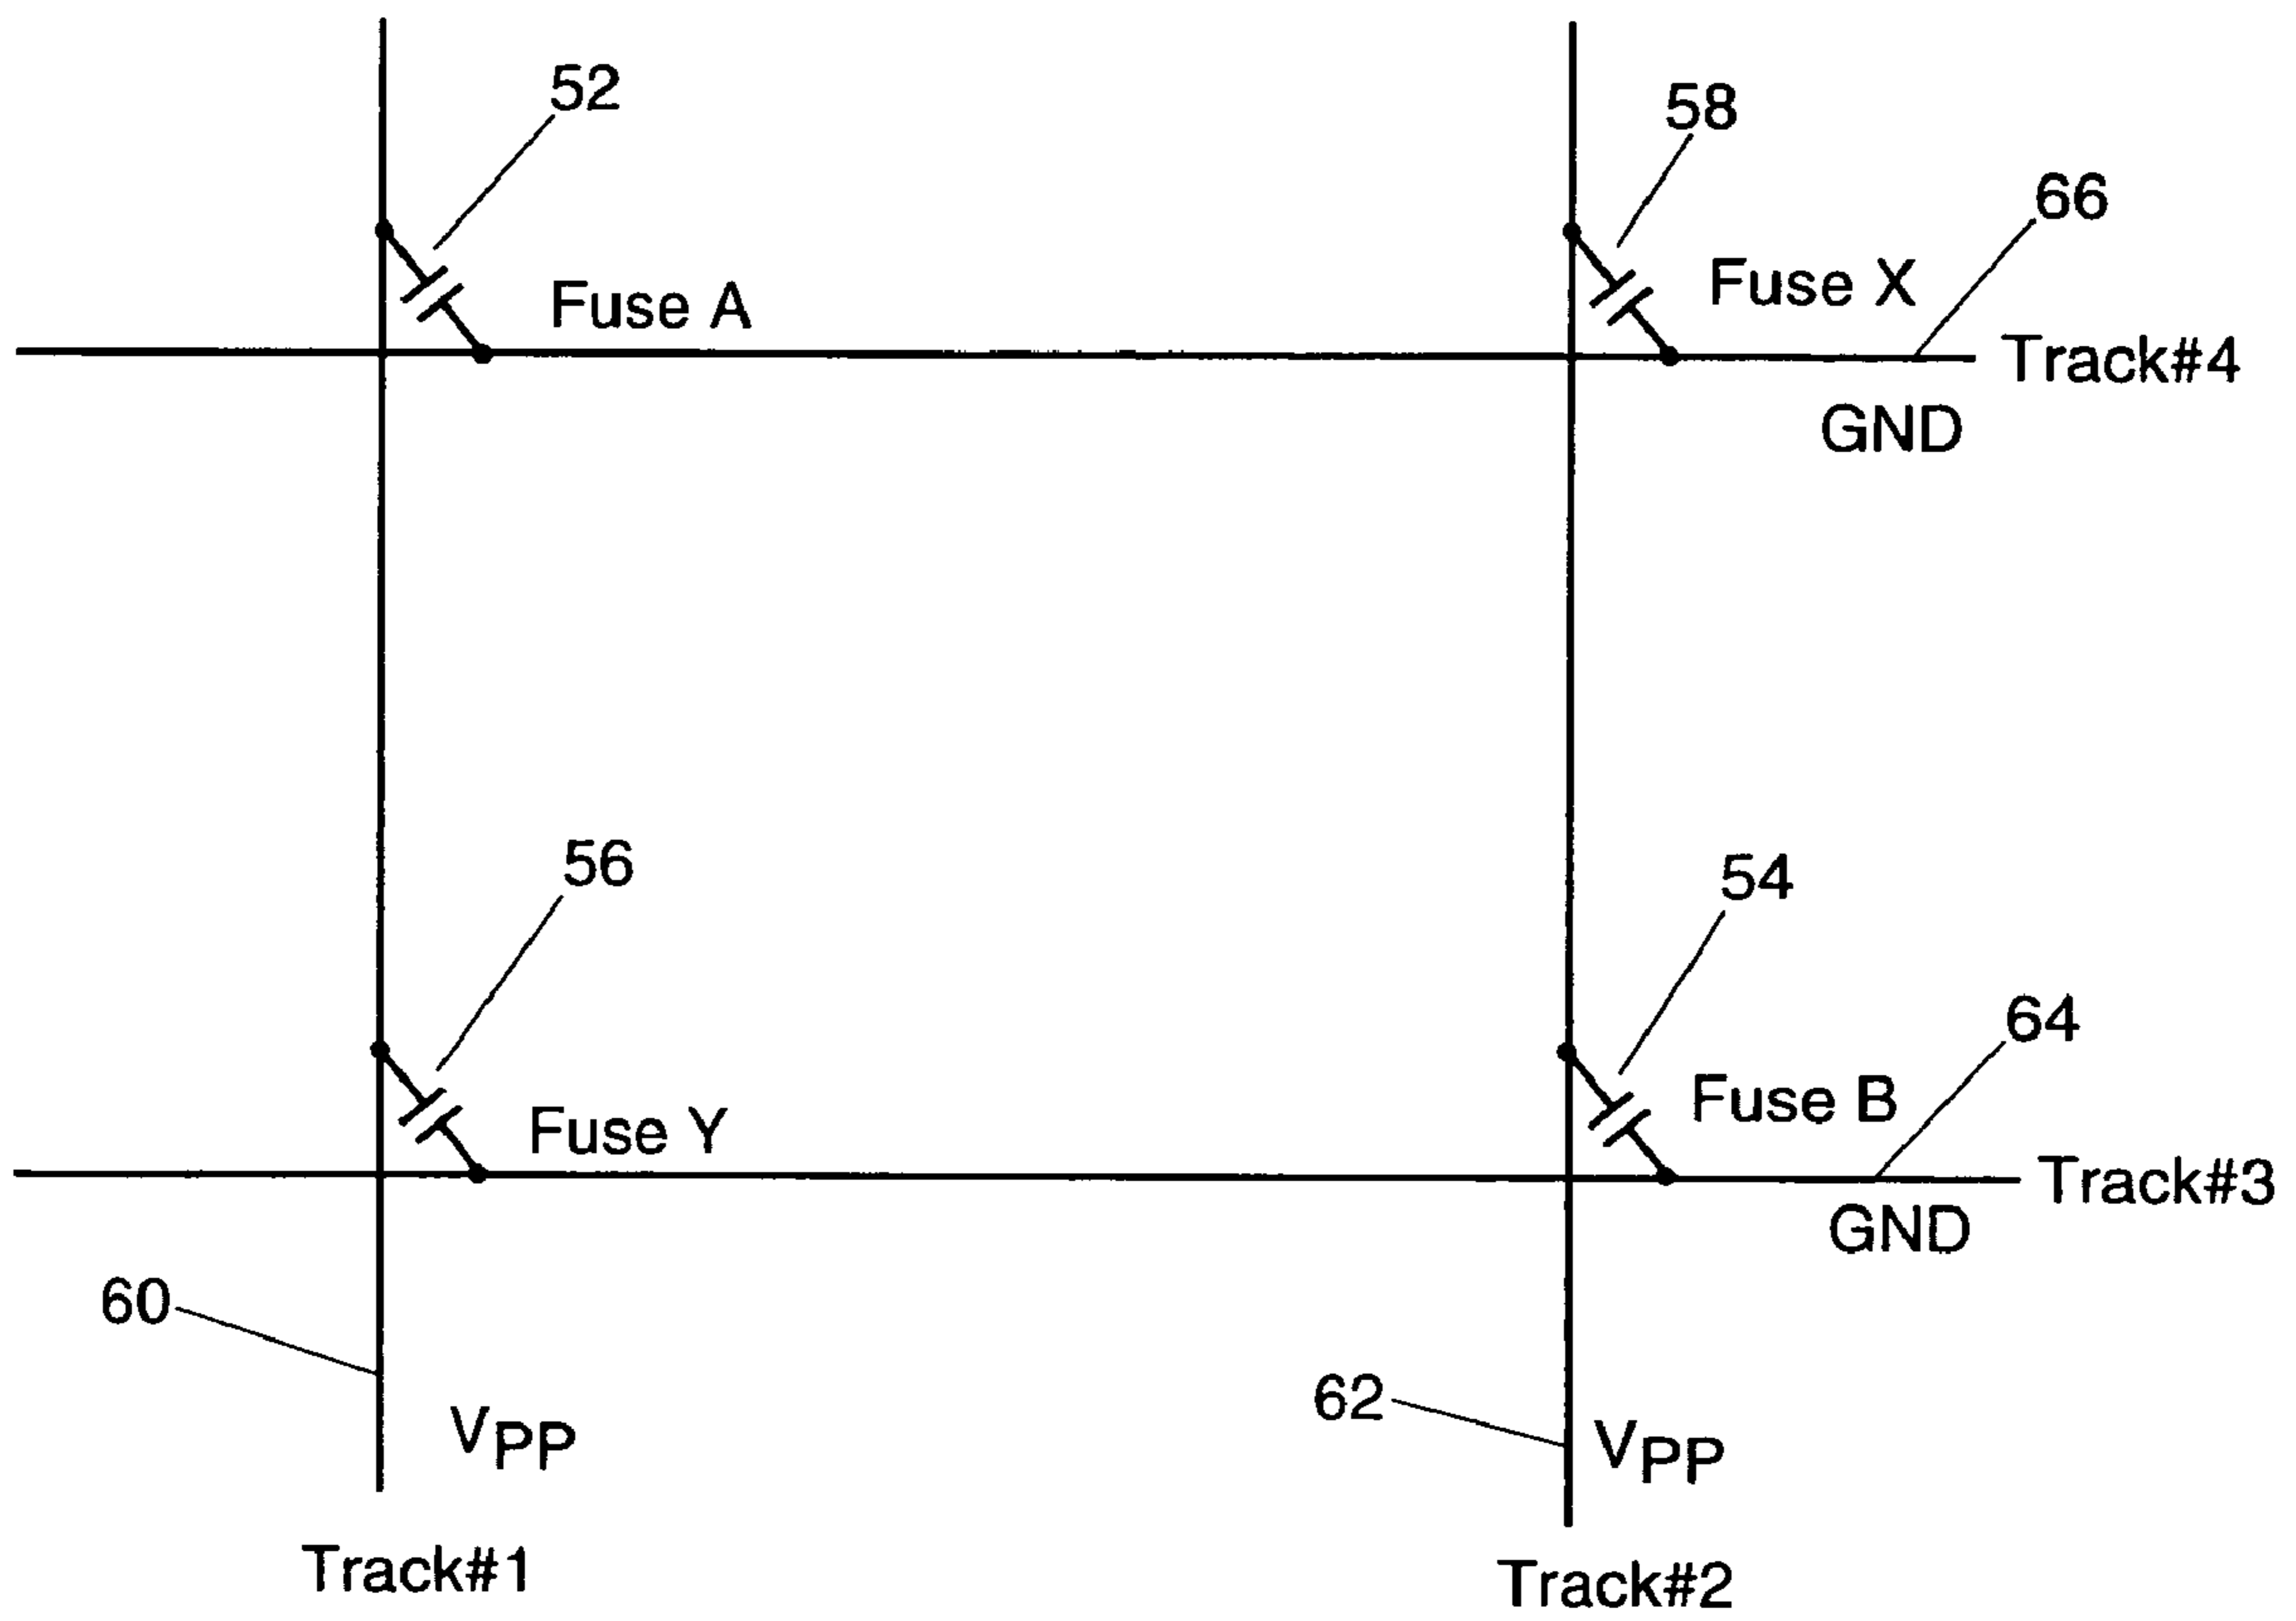 52
58
66
Fuse A
Fuse X
Track#4
GND
56
54
64
Fuse Y
Fuse B
Track#3
GND
60
62
VPP
VPP
Track#1
Track#2